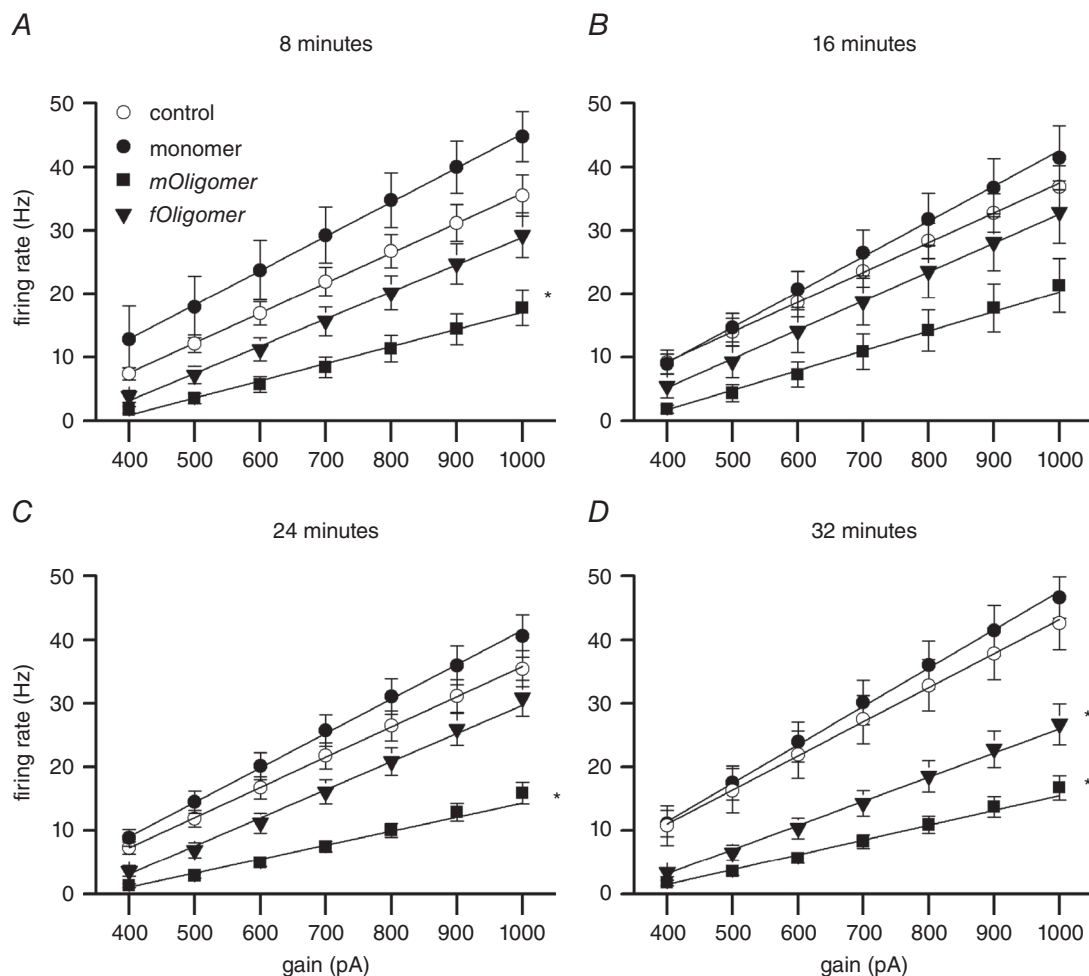 A
8 minutes
50
40
30
20
10
0
firing rate (Hz)
control
monomer
mOligomer
fOligomer
*
400 500 600 700 800 900 1000
B
16 minutes
50
40
30
20
10
0
400 500 600 700 800 900 1000
C
24 minutes
50
40
30
20
10
0
firing rate (Hz)
*
400 500 600 700 800 900 1000
gain (pA)
D
32 minutes
50
40
30
20
10
0
*
*
400 500 600 700 800 900 1000
gain (pA)